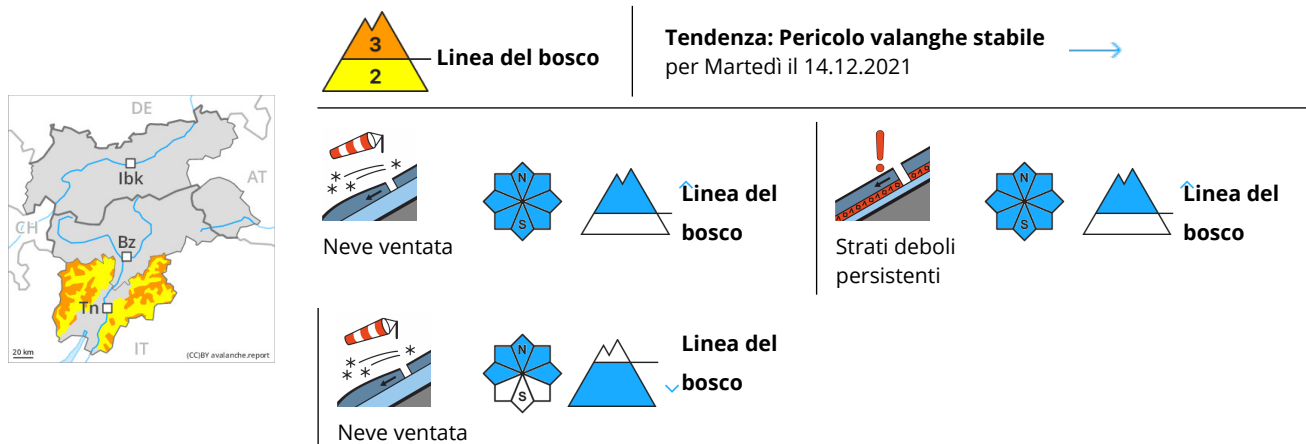 3
2
Linea del bosco
Tendenza: Pericolo valanghe stabile
per Martedì il 14.12.2021
DE
Ibk
AT
CH
Bz
Tn
IT
20 km
(CC)BY avalanche.report
N
S
Linea del
bosco
Neve ventata
N
S
Linea del
bosco
Strati deboli
persistenti
N
S
Linea del
bosco
Neve ventata